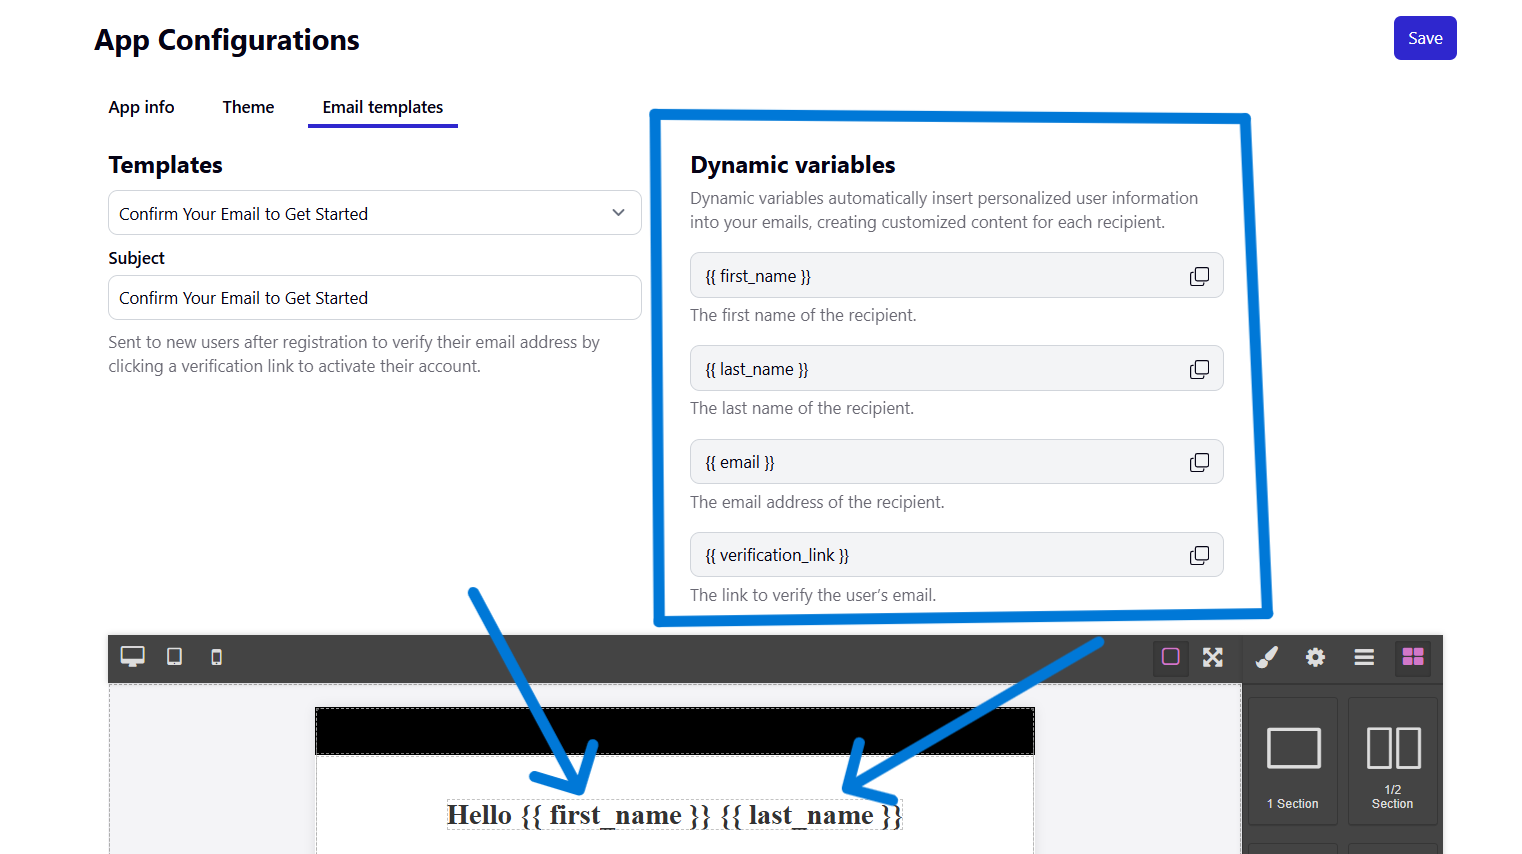 App Configurations
Save
App info
Theme
Email templates
Templates
Confirm Your Email to Get Started
Subject
Confirm Your Email to Get Started
Sent to new users after registration to verify their email address by
clicking a verification link to activate their account.
Dynamic variables
Dynamic variables automatically insert personalized user information
into your emails, creating customized content for each recipient.
{{ first_name }}
The first name of the recipient.
{{ last_name }}
The last name of the recipient.
{{ email }}
The email address of the recipient.
{{ verification_link }}
The link to verify the user’s email.
Hello {{ first_name }} {{ last_name }}
1 Section
1/2
Section